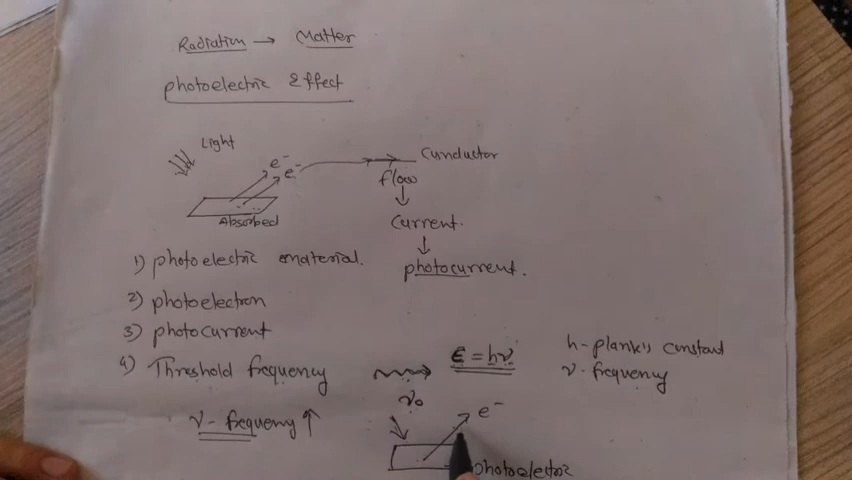 Radiation → Matter
photoelectric Effect
Light
e⁻
e⁻
Conductor
flow
Absorbed
Current.
↓
photocurrent.
1) photoelectric material.
2) photoelectron
3) photocurrent
4) Threshold frequency
E = hν
h - plank's constant
ν - frequency
ν₀
ν - frequency ↑
e⁻
photoelectric